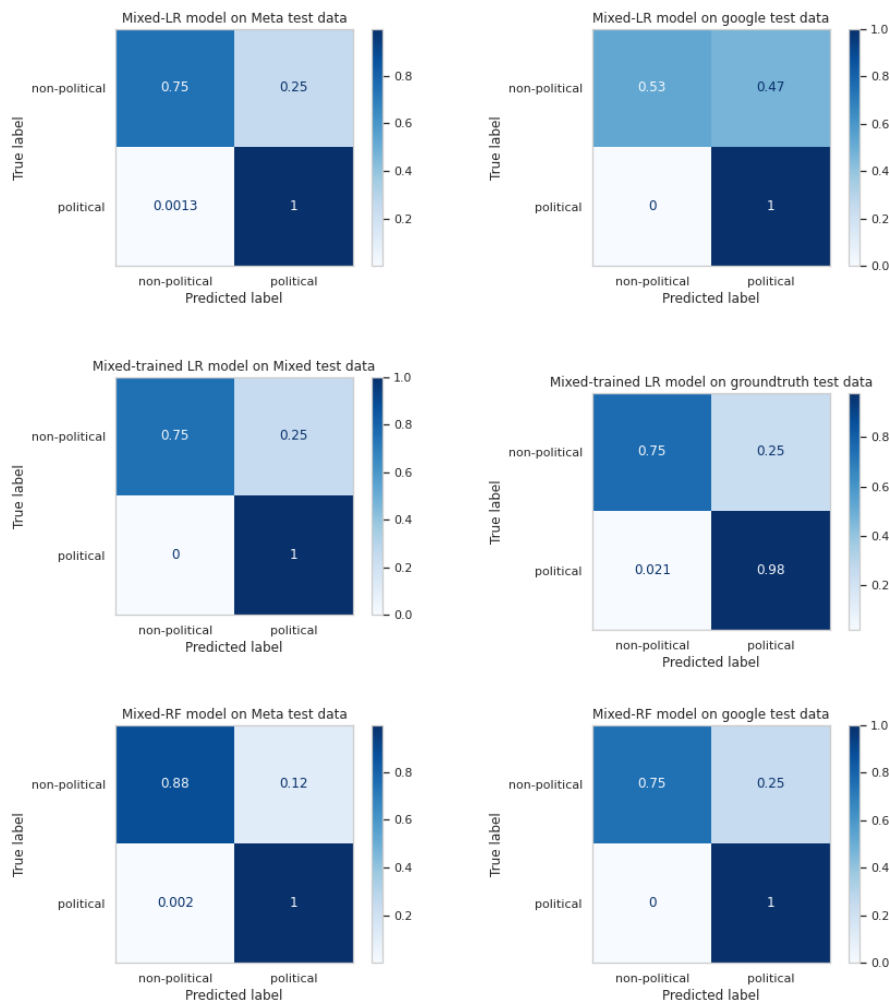 Mixed-LR model on Meta test data
non-political
0.75
0.25
0.8
0.6
True label
0.4
political
0.0013
1
0.2
non-political
political
Predicted label
Mixed-LR model on google test data
1.0
non-political
0.53
0.47
0.8
0.6
True label
0.4
political
0
1
0.2
0.0
non-political
political
Predicted label
Mixed-trained LR model on Mixed test data
1.0
non-political
0.75
0.25
0.8
0.6
True label
0.4
political
0
1
0.2
0.0
non-political
political
Predicted label
Mixed-trained LR model on groundtruth test data
non-political
0.75
0.25
0.8
0.6
True label
0.4
political
0.021
0.98
0.2
non-political
political
Predicted label
Mixed-RF model on Meta test data
non-political
0.88
0.12
0.8
0.6
True label
0.4
political
0.002
1
0.2
non-political
political
Predicted label
Mixed-RF model on google test data
1.0
non-political
0.75
0.25
0.8
0.6
True label
0.4
political
0
1
0.2
0.0
non-political
political
Predicted label